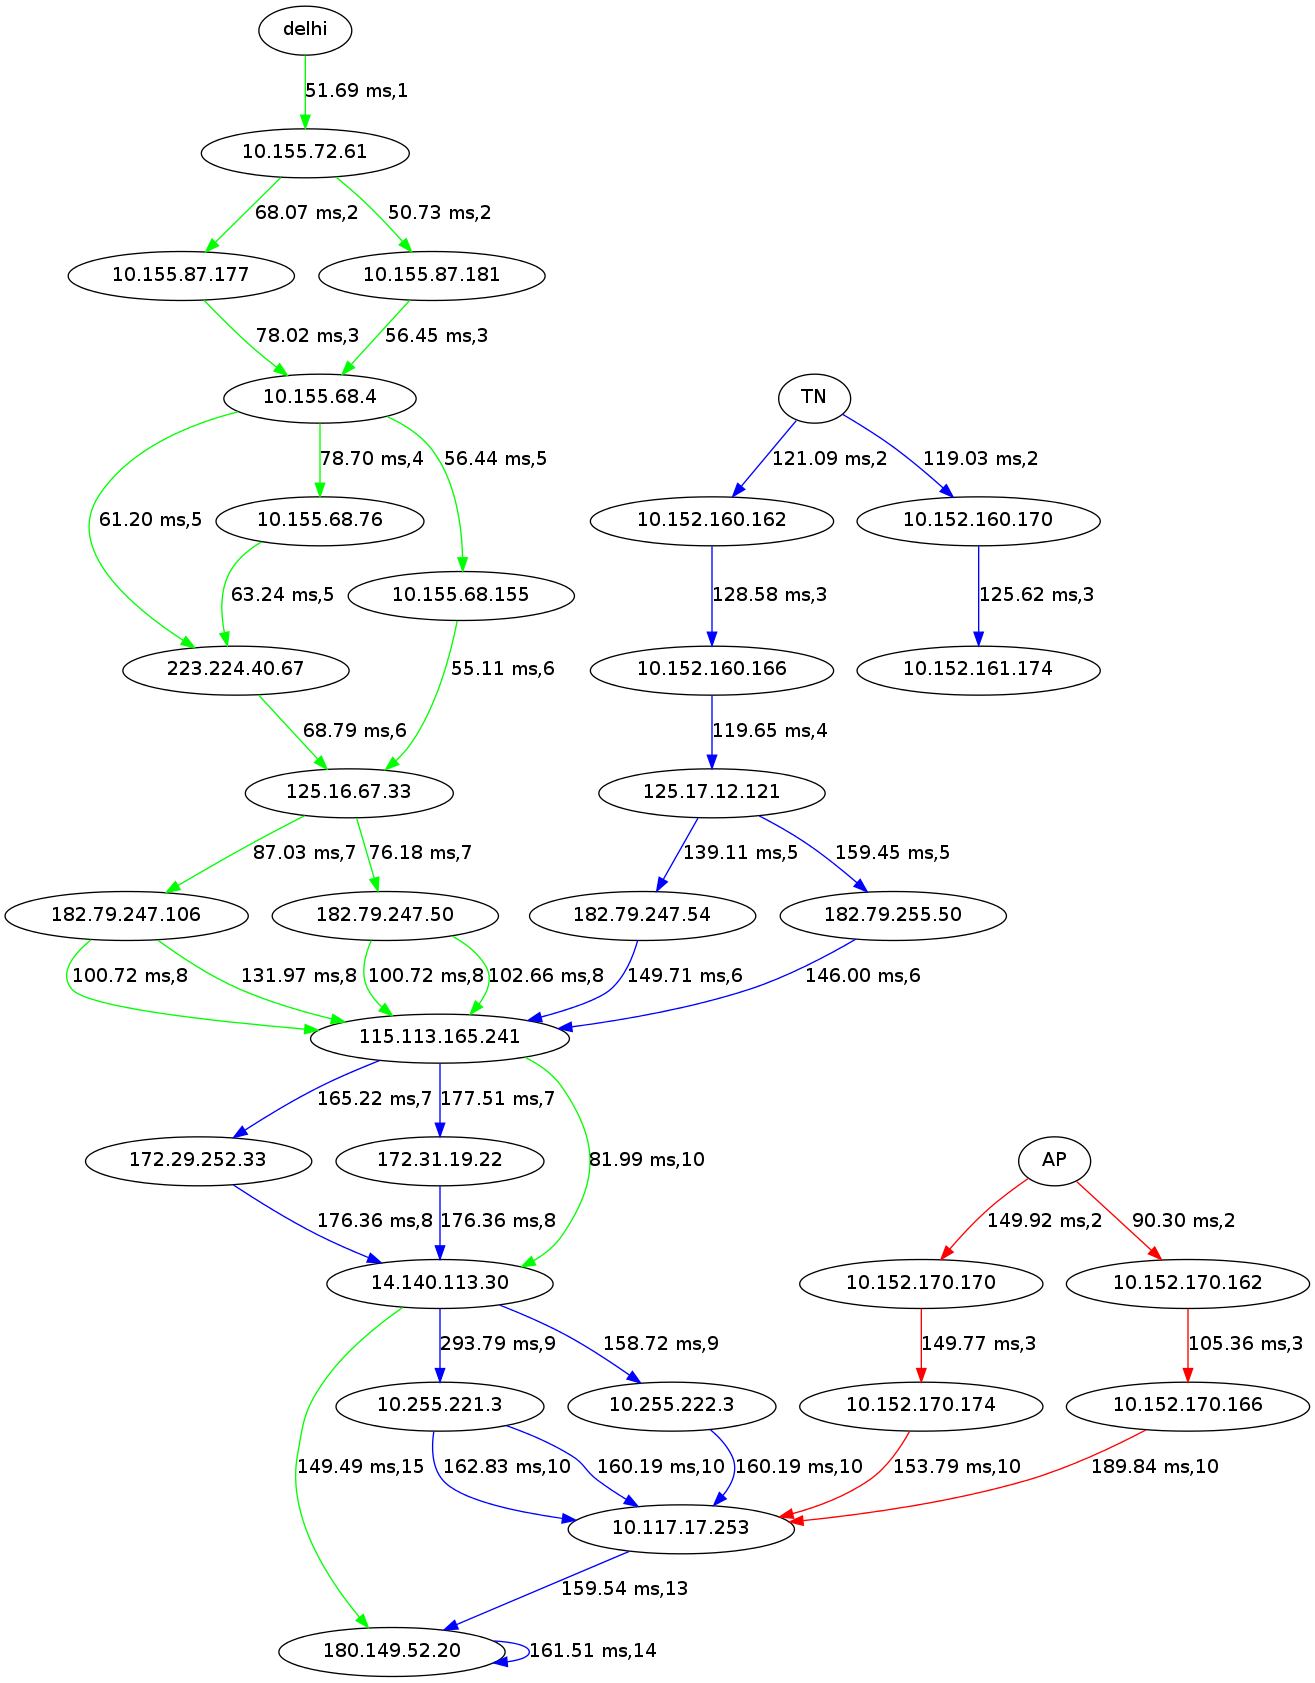 delhi
51.69 ms,1
10.155.72.61
68.07 ms,2
50.73 ms,2
10.155.87.177
10.155.87.181
78.02 ms,3
56.45 ms,3
10.155.68.4
TN
78.70 ms,4
56.44 ms,5
121.09 ms,2
119.03 ms,2
61.20 ms,5
10.155.68.76
10.152.160.162
10.152.160.170
63.24 ms,5
10.155.68.155
128.58 ms,3
125.62 ms,3
223.224.40.67
55.11 ms,6
10.152.160.166
10.152.161.174
68.79 ms,6
119.65 ms,4
125.16.67.33
125.17.12.121
87.03 ms,7
76.18 ms,7
139.11 ms,5
159.45 ms,5
182.79.247.106
182.79.247.50
182.79.247.54
182.79.255.50
100.72 ms,8
131.97 ms,8
100.72 ms,8
102.66 ms,8
149.71 ms,6
146.00 ms,6
115.113.165.241
165.22 ms,7
177.51 ms,7
172.29.252.33
172.31.19.22
81.99 ms,10
AP
176.36 ms,8
176.36 ms,8
149.92 ms,2
90.30 ms,2
14.140.113.30
10.152.170.170
10.152.170.162
293.79 ms,9
158.72 ms,9
149.77 ms,3
105.36 ms,3
10.255.221.3
10.255.222.3
10.152.170.174
10.152.170.166
149.49 ms,15
162.83 ms,10
160.19 ms,10
160.19 ms,10
153.79 ms,10
189.84 ms,10
10.117.17.253
159.54 ms,13
180.149.52.20
161.51 ms,14